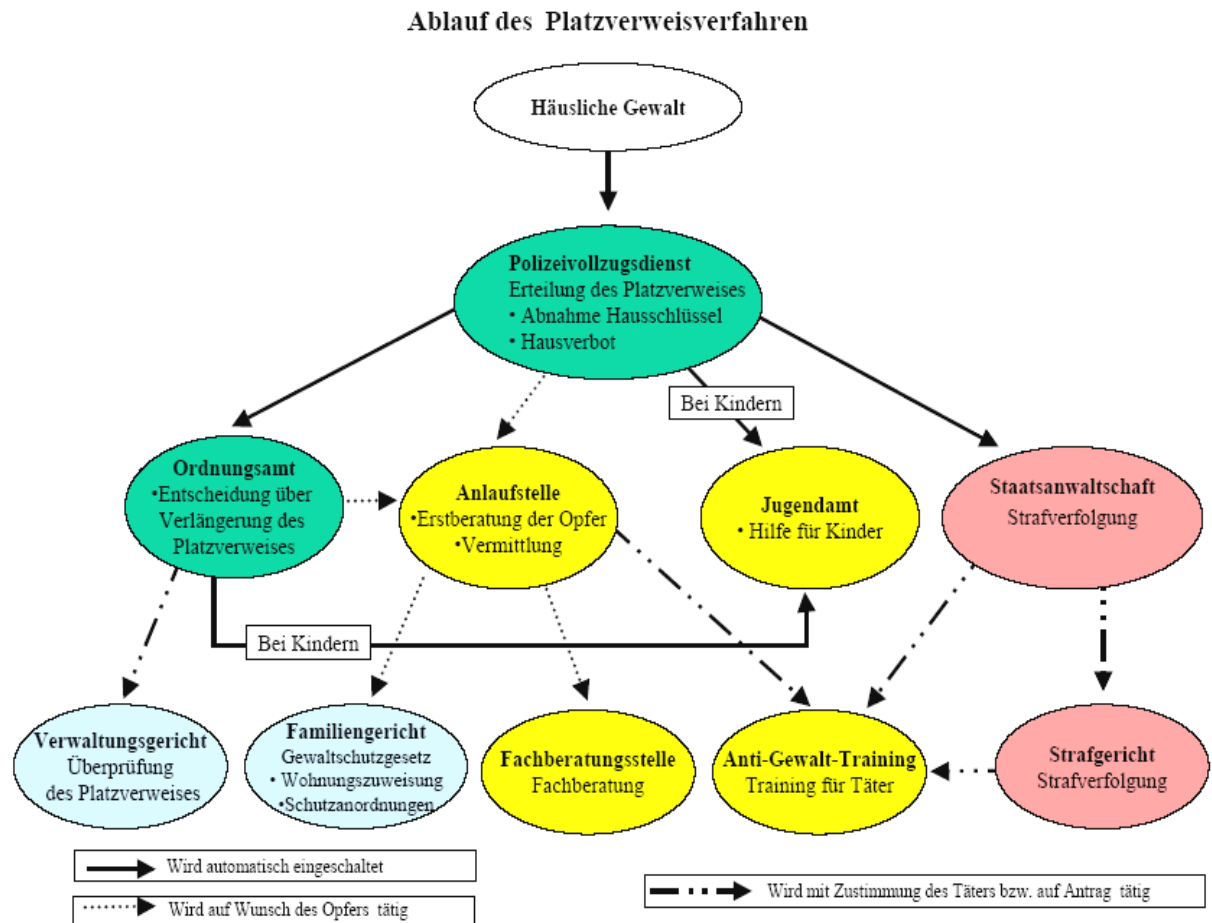 Ablauf des Platzverweisverfahren
Häusliche Gewalt
Polizeivollzugsdienst
Erteilung des Platzverweises
• Abnahme Hausschlüssel
• Hausverbot
Bei Kindern
Ordnungsamt
•Entscheidung über
Verlängerung des
Platzverweises
Anlaufstelle
•Erstberatung der Opfer
•Vermittlung
Jugendamt
• Hilfe für Kinder
Staatsanwaltschaft
Strafverfolgung
Bei Kindern
Verwaltungsgericht
Überprüfung
des Platzverweises
Familiengericht
Gewaltschutzgesetz
• Wohnungszuweisung
•Schutzanordnungen
Fachberatungsstelle
Fachberatung
Anti-Gewalt-Training
Training für Täter
Strafgericht
Strafverfolgung
Wird automatisch eingeschaltet
Wird auf Wunsch des Opfers tätig
Wird mit Zustimmung des Täters bzw. auf Antrag tätig